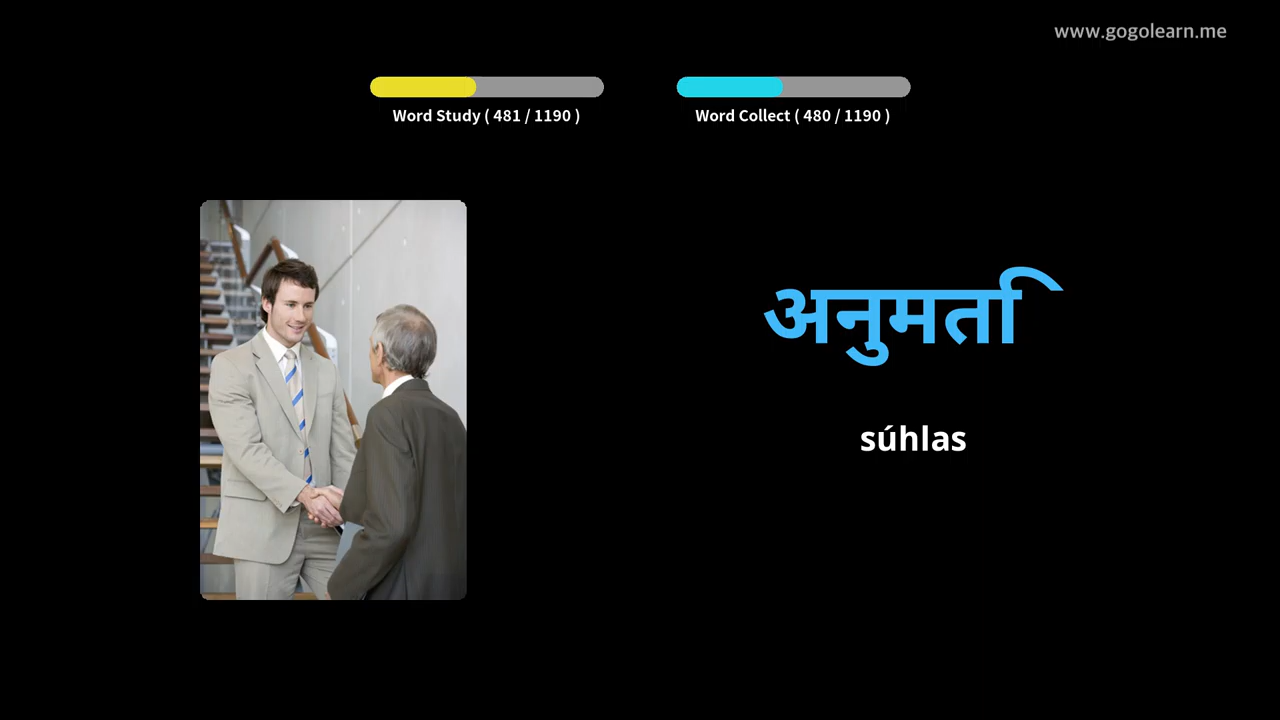 www.gogolearn.me
Word Study ( 481 / 1190 )
Word Collect ( 480 / 1190 )
अनुमति
súhlas